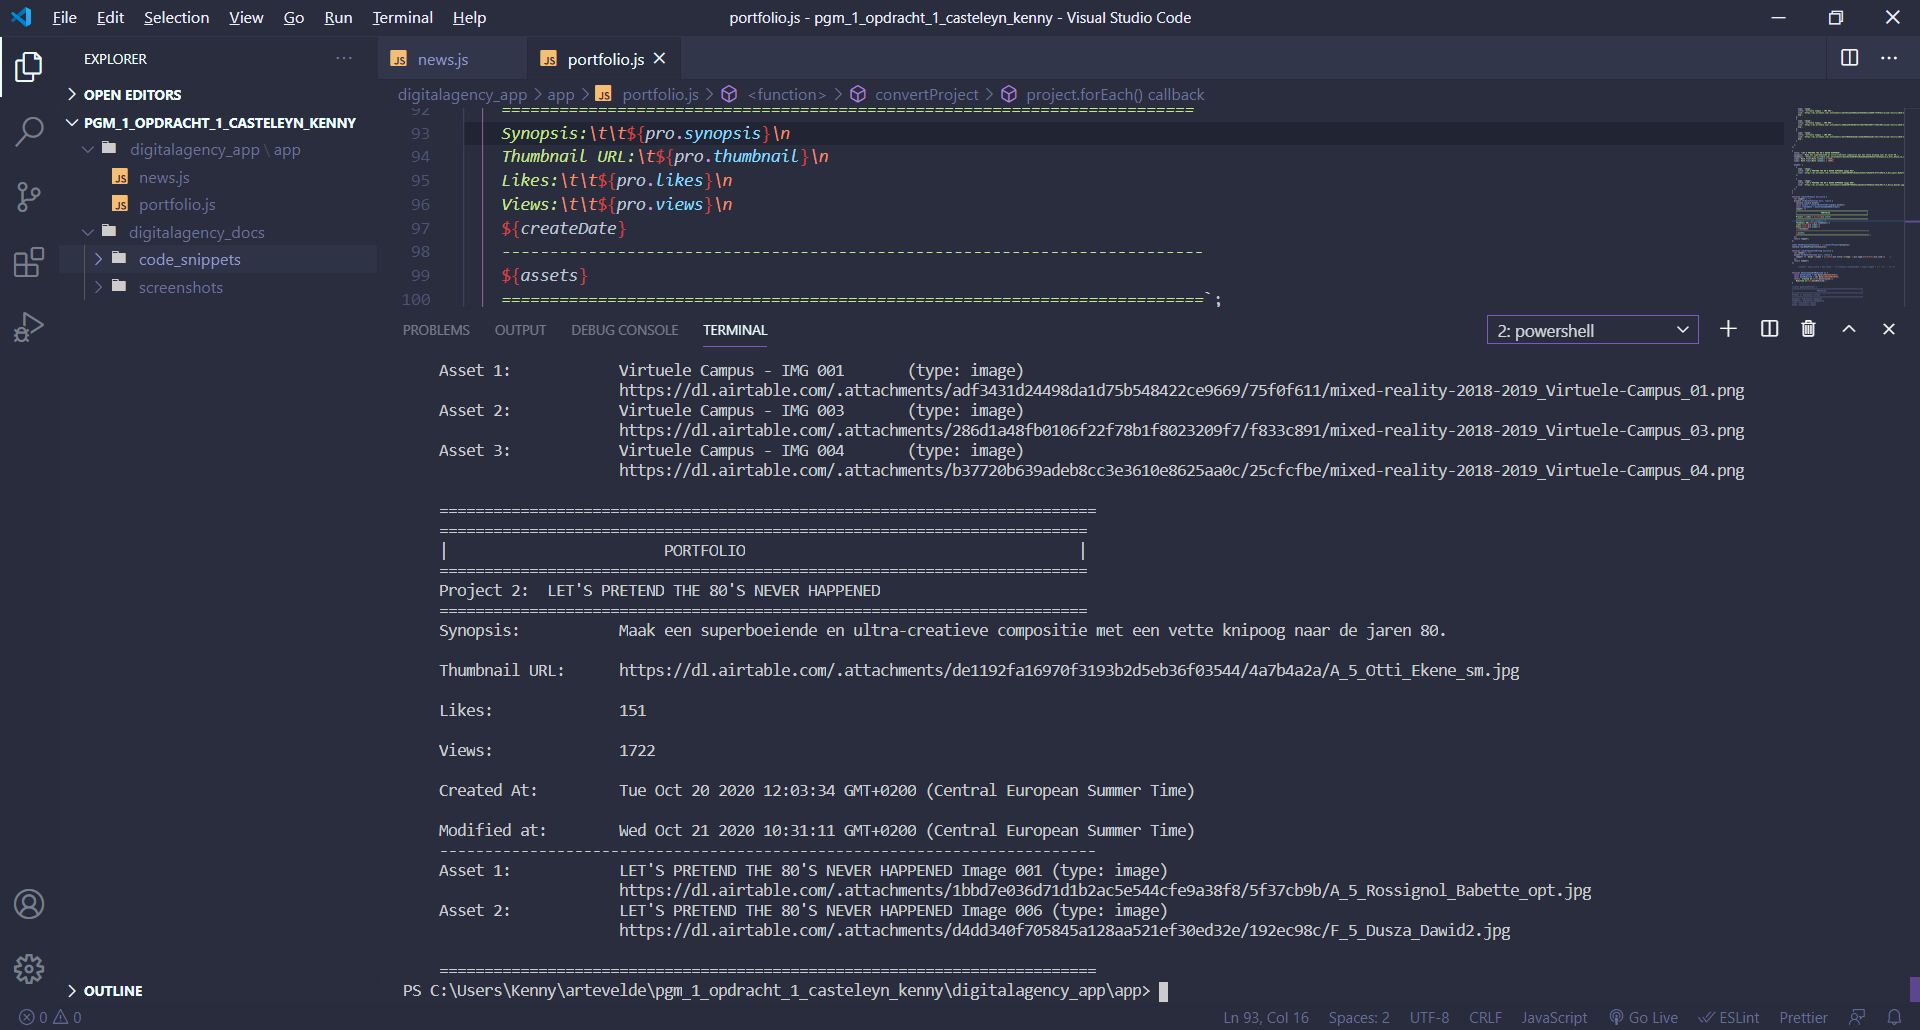 File Edit Selection View Go Run Terminal Help
portfolio.js - pgm_1_opdracht_1_casteleyn_kenny - Visual Studio Code
EXPLORER
OPEN EDITORS
PGM_1_OPDRACHT_1_CASTELEYN_KENNY
digitalagency_app \ app
JS news.js
JS portfolio.js
digitalagency_docs
code_snippets
screenshots
OUTLINE
JS news.js
JS portfolio.js
digitalagency_app > app > JS portfolio.js > <function> > convertProject > project.forEach() callback
92 =========================================================================
93 Synopsis:\t\t${pro.synopsis}\n
94 Thumbnail URL:\t${pro.thumbnail}\n
95 Likes:\t\t${pro.likes}\n
96 Views:\t\t${pro.views}\n
97 ${createDate}
98 -------------------------------------------------------------------------
99 ${assets}
100 =========================================================================`;
PROBLEMS OUTPUT DEBUG CONSOLE TERMINAL
2: powershell
Asset 1: Virtuele Campus - IMG 001 (type: image)
https://dl.airtable.com/.attachments/adf3431d24498da1d75b548422ce9669/75f0f611/mixed-reality-2018-2019_Virtuele-Campus_01.png
Asset 2: Virtuele Campus - IMG 003 (type: image)
https://dl.airtable.com/.attachments/286d1a48fb0106f22f78b1f8023209f7/f833c891/mixed-reality-2018-2019_Virtuele-Campus_03.png
Asset 3: Virtuele Campus - IMG 004 (type: image)
https://dl.airtable.com/.attachments/b37720b639adeb8cc3e3610e8625aa0c/25cfcfbe/mixed-reality-2018-2019_Virtuele-Campus_04.png
=========================================================================
========================================================================
| PORTFOLIO |
========================================================================
Project 2: LET'S PRETEND THE 80'S NEVER HAPPENED
========================================================================
Synopsis: Maak een superboeiende en ultra-creatieve compositie met een vette knipoog naar de jaren 80.
Thumbnail URL: https://dl.airtable.com/.attachments/de1192fa16970f3193b2d5eb36f03544/4a7b4a2a/A_5_Otti_Ekene_sm.jpg
Likes: 151
Views: 1722
Created At: Tue Oct 20 2020 12:03:34 GMT+0200 (Central European Summer Time)
Modified at: Wed Oct 21 2020 10:31:11 GMT+0200 (Central European Summer Time)
-------------------------------------------------------------------------
Asset 1: LET'S PRETEND THE 80'S NEVER HAPPENED Image 001 (type: image)
https://dl.airtable.com/.attachments/1bbd7e036d71d1b2ac5e544cfe9a38f8/5f37cb9b/A_5_Rossignol_Babette_opt.jpg
Asset 2: LET'S PRETEND THE 80'S NEVER HAPPENED Image 006 (type: image)
https://dl.airtable.com/.attachments/d4dd340f705845a128aa521ef30ed32e/192ec98c/F_5_Dusza_Dawid2.jpg
=========================================================================
PS C:\Users\Kenny\artevelde\pgm_1_opdracht_1_casteleyn_kenny\digitalagency_app\app>
0 0 Ln 93, Col 16 Spaces: 2 UTF-8 CRLF JavaScript Go Live ESLint Prettier